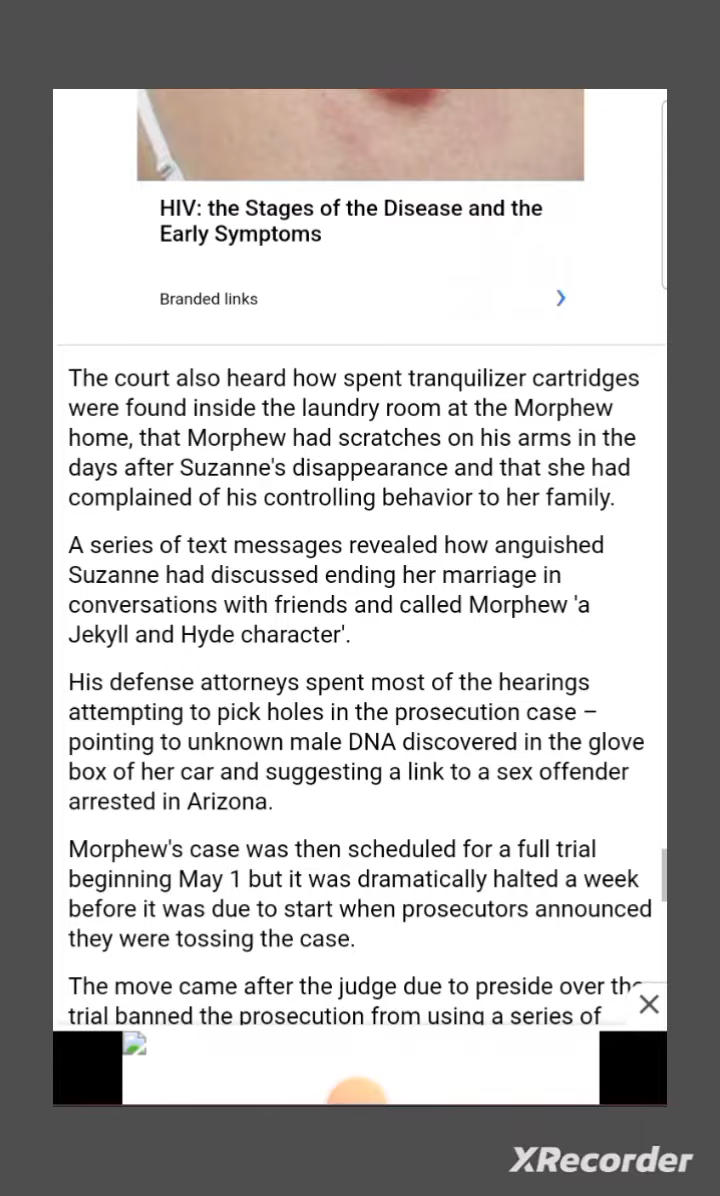 HIV: the Stages of the Disease and the
Early Symptoms
Branded links
The court also heard how spent tranquilizer cartridges
were found inside the laundry room at the Morphew
home, that Morphew had scratches on his arms in the
days after Suzanne's disappearance and that she had
complained of his controlling behavior to her family.
A series of text messages revealed how anguished
Suzanne had discussed ending her marriage in
conversations with friends and called Morphew 'a
Jekyll and Hyde character'.
His defense attorneys spent most of the hearings
attempting to pick holes in the prosecution case –
pointing to unknown male DNA discovered in the glove
box of her car and suggesting a link to a sex offender
arrested in Arizona.
Morphew's case was then scheduled for a full trial
beginning May 1 but it was dramatically halted a week
before it was due to start when prosecutors announced
they were tossing the case.
The move came after the judge due to preside over the
trial banned the prosecution from using a series of
XRecorder